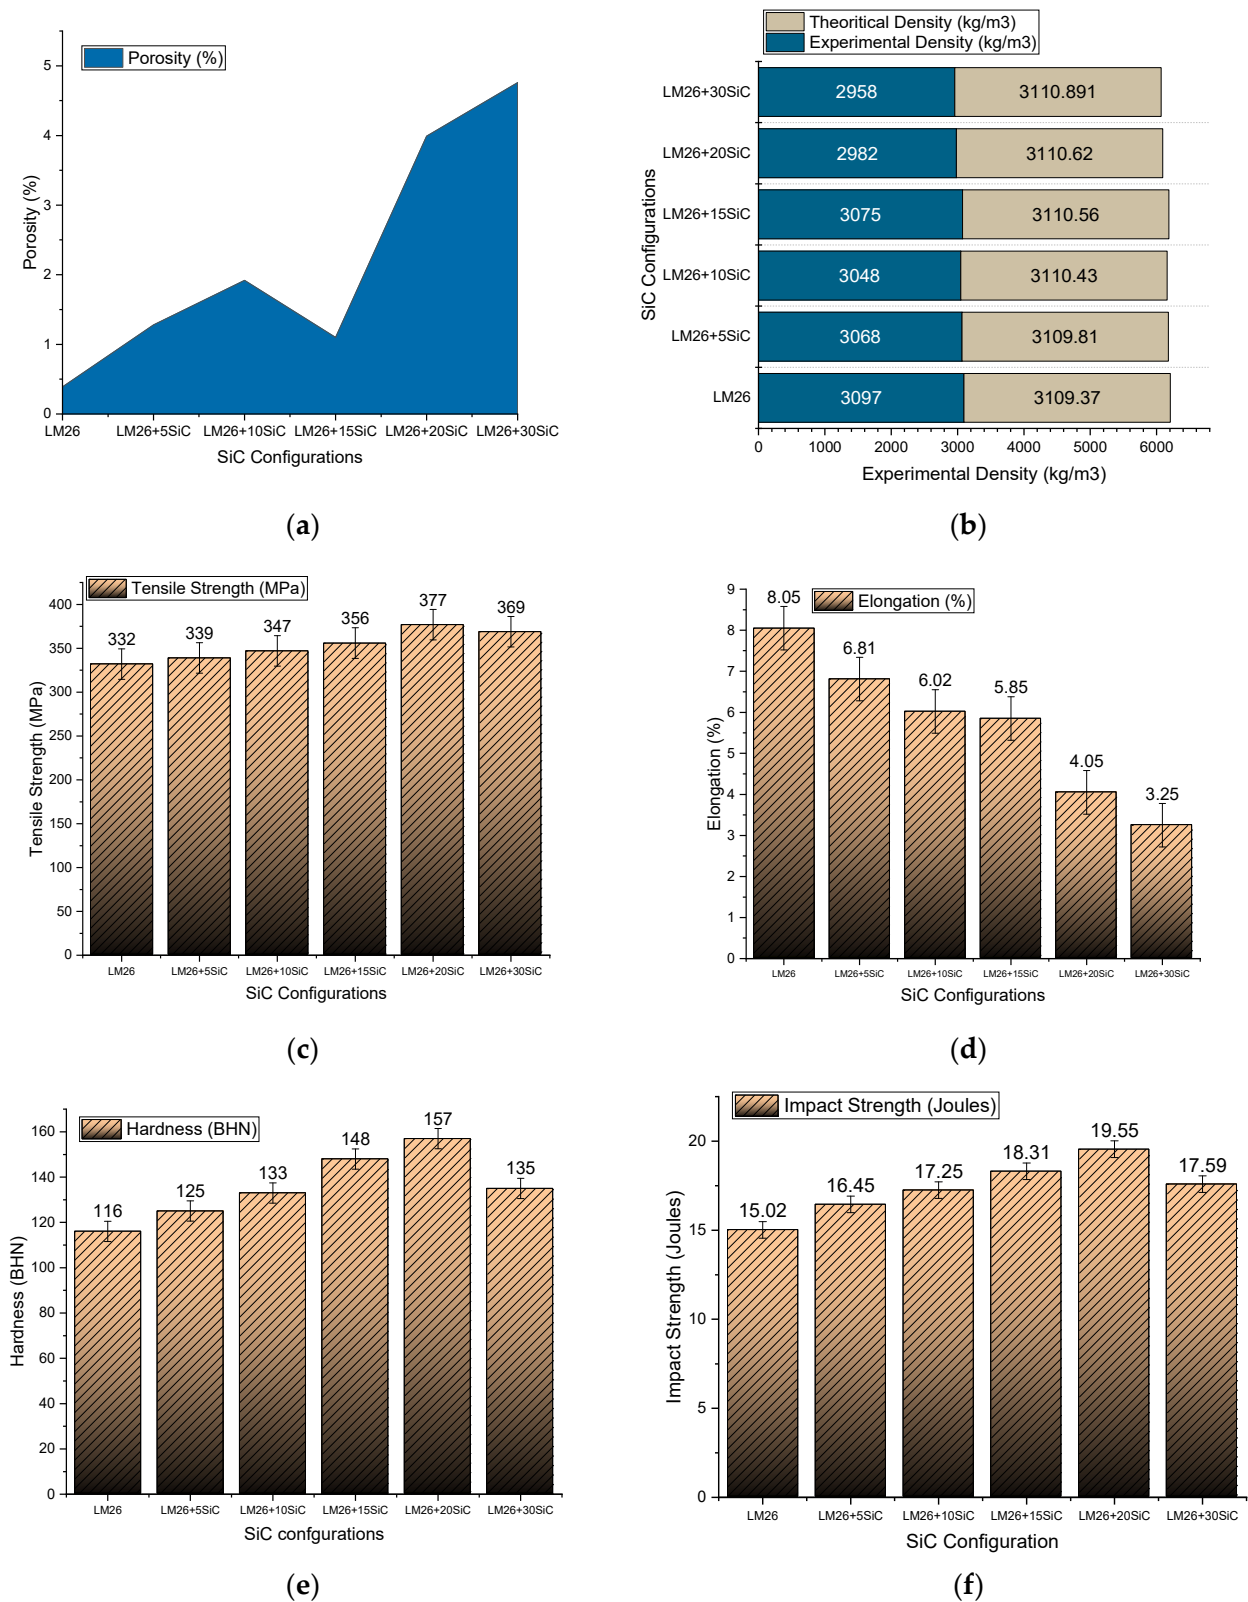 Porosity (%)
5
4
3
2
1
0
Porosity (%)
LM26 LM26+5SiC LM26+10SiC LM26+15SiC LM26+20SiC LM26+30SiC
SiC Configurations
(a)
Theoritical Density (kg/m3)
Experimental Density (kg/m3)
SiC Configurations
LM26+30SiC 2958 3110.891
LM26+20SiC 2982 3110.62
LM26+15SiC 3075 3110.56
LM26+10SiC 3048 3110.43
LM26+5SiC 3068 3109.81
LM26 3097 3109.37
0 1000 2000 3000 4000 5000 6000
Experimental Density (kg/m3)
(b)
Tensile Strength (MPa)
400
350
300
250
200
150
100
50
0
Tensile Strength (MPa)
332 339 347 356 377 369
LM26 LM26+5SiC LM26+10SiC LM26+15SiC LM26+20SiC LM26+30SiC
SiC Configurations
(c)
Elongation (%)
9
8
7
6
5
4
3
2
1
0
Elongation (%)
8.05 6.81 6.02 5.85 4.05 3.25
LM26 LM26+5SiC LM26+10SiC LM26+15SiC LM26+20SiC LM26+30SiC
SiC Configurations
(d)
Hardness (BHN)
160
140
120
100
80
60
40
20
0
Hardness (BHN)
116 125 133 148 157 135
LM26 LM26+5SiC LM26+10SiC LM26+15SiC LM26+20SiC LM26+30SiC
SiC confgurations
(e)
Impact Strength (Joules)
20
15
10
5
0
Impact Strength (Joules)
15.02 16.45 17.25 18.31 19.55 17.59
LM26 LM26+5SiC LM26+10SiC LM26+15SiC LM26+20SiC LM26+30SiC
SiC Configuration
(f)